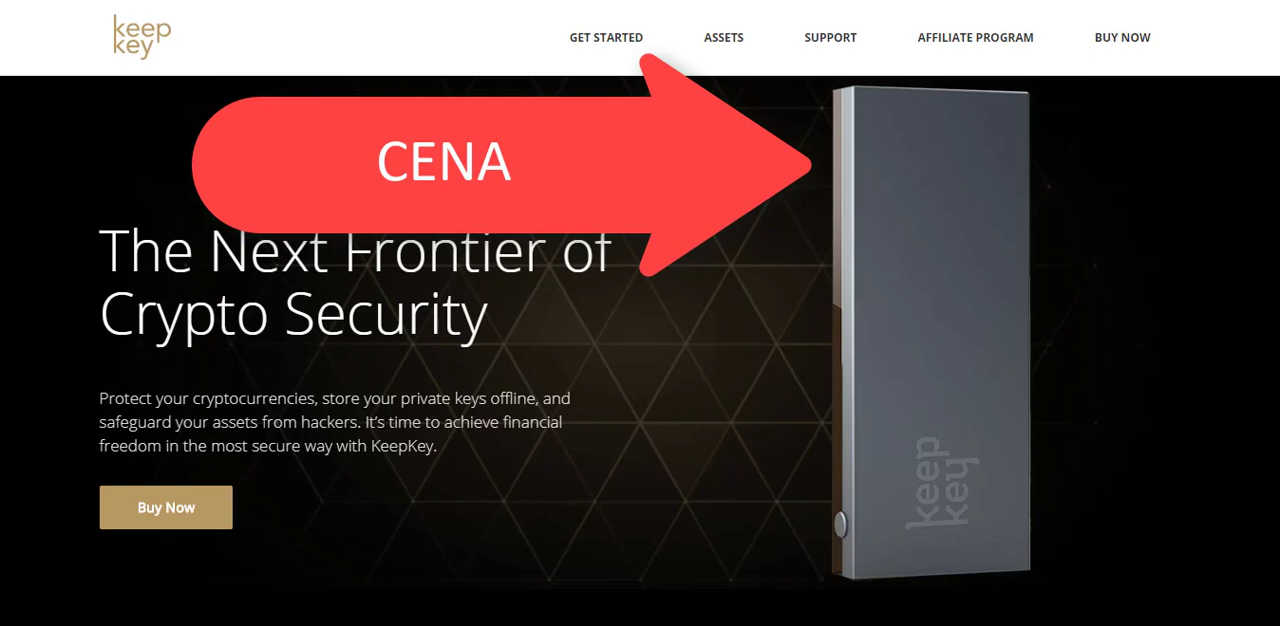 keep
key
GET STARTED
ASSETS
SUPPORT
AFFILIATE PROGRAM
BUY NOW
CENA
The Next Frontier of
Crypto Security
Protect your cryptocurrencies, store your private keys offline, and
safeguard your assets from hackers. It’s time to achieve financial
freedom in the most secure way with KeepKey.
Buy Now
keep
key